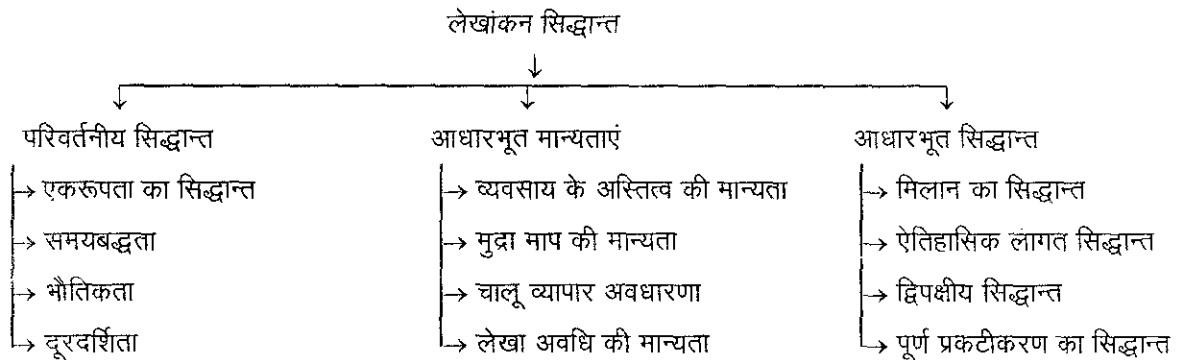 लेखांकन सिद्धान्त
परिवर्तनीय सिद्धान्त
एकरूपता का सिद्धान्त
समयबद्धता
भौतिकता
दूरदर्शिता
आधारभूत मान्यताएं
व्यवसाय के अस्तित्व की मान्यता
मुद्रा माप की मान्यता
चालू व्यापार अवधारणा
लेखा अवधि की मान्यता
आधारभूत सिद्धान्त
मिलान का सिद्धान्त
ऐतिहासिक लागत सिद्धान्त
द्विपक्षीय सिद्धान्त
पूर्ण प्रकटीकरण का सिद्धान्त